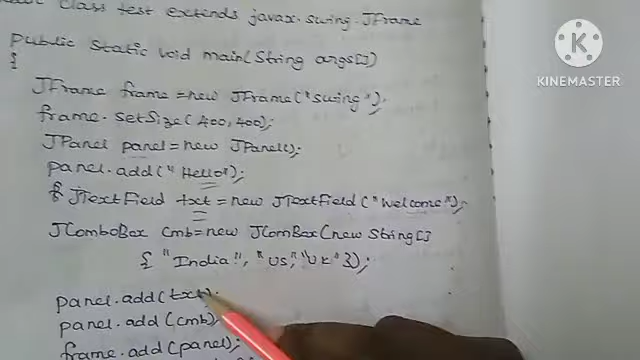 class test extends javax.swing.JFrame
public static void main(String args[])
{
JFrame frame = new JFrame("swing");
frame.setSize(400,400);
JPanel panel = new JPanel();
panel.add("Hello");
JTextField txt = new JTextField("Welcome");
JComboBox cmb = new JComBox(new String[]
{ "India", "US", "UK" });
panel.add(txt);
panel.add(cmb)
frame.add(panel);
KINEMASTER